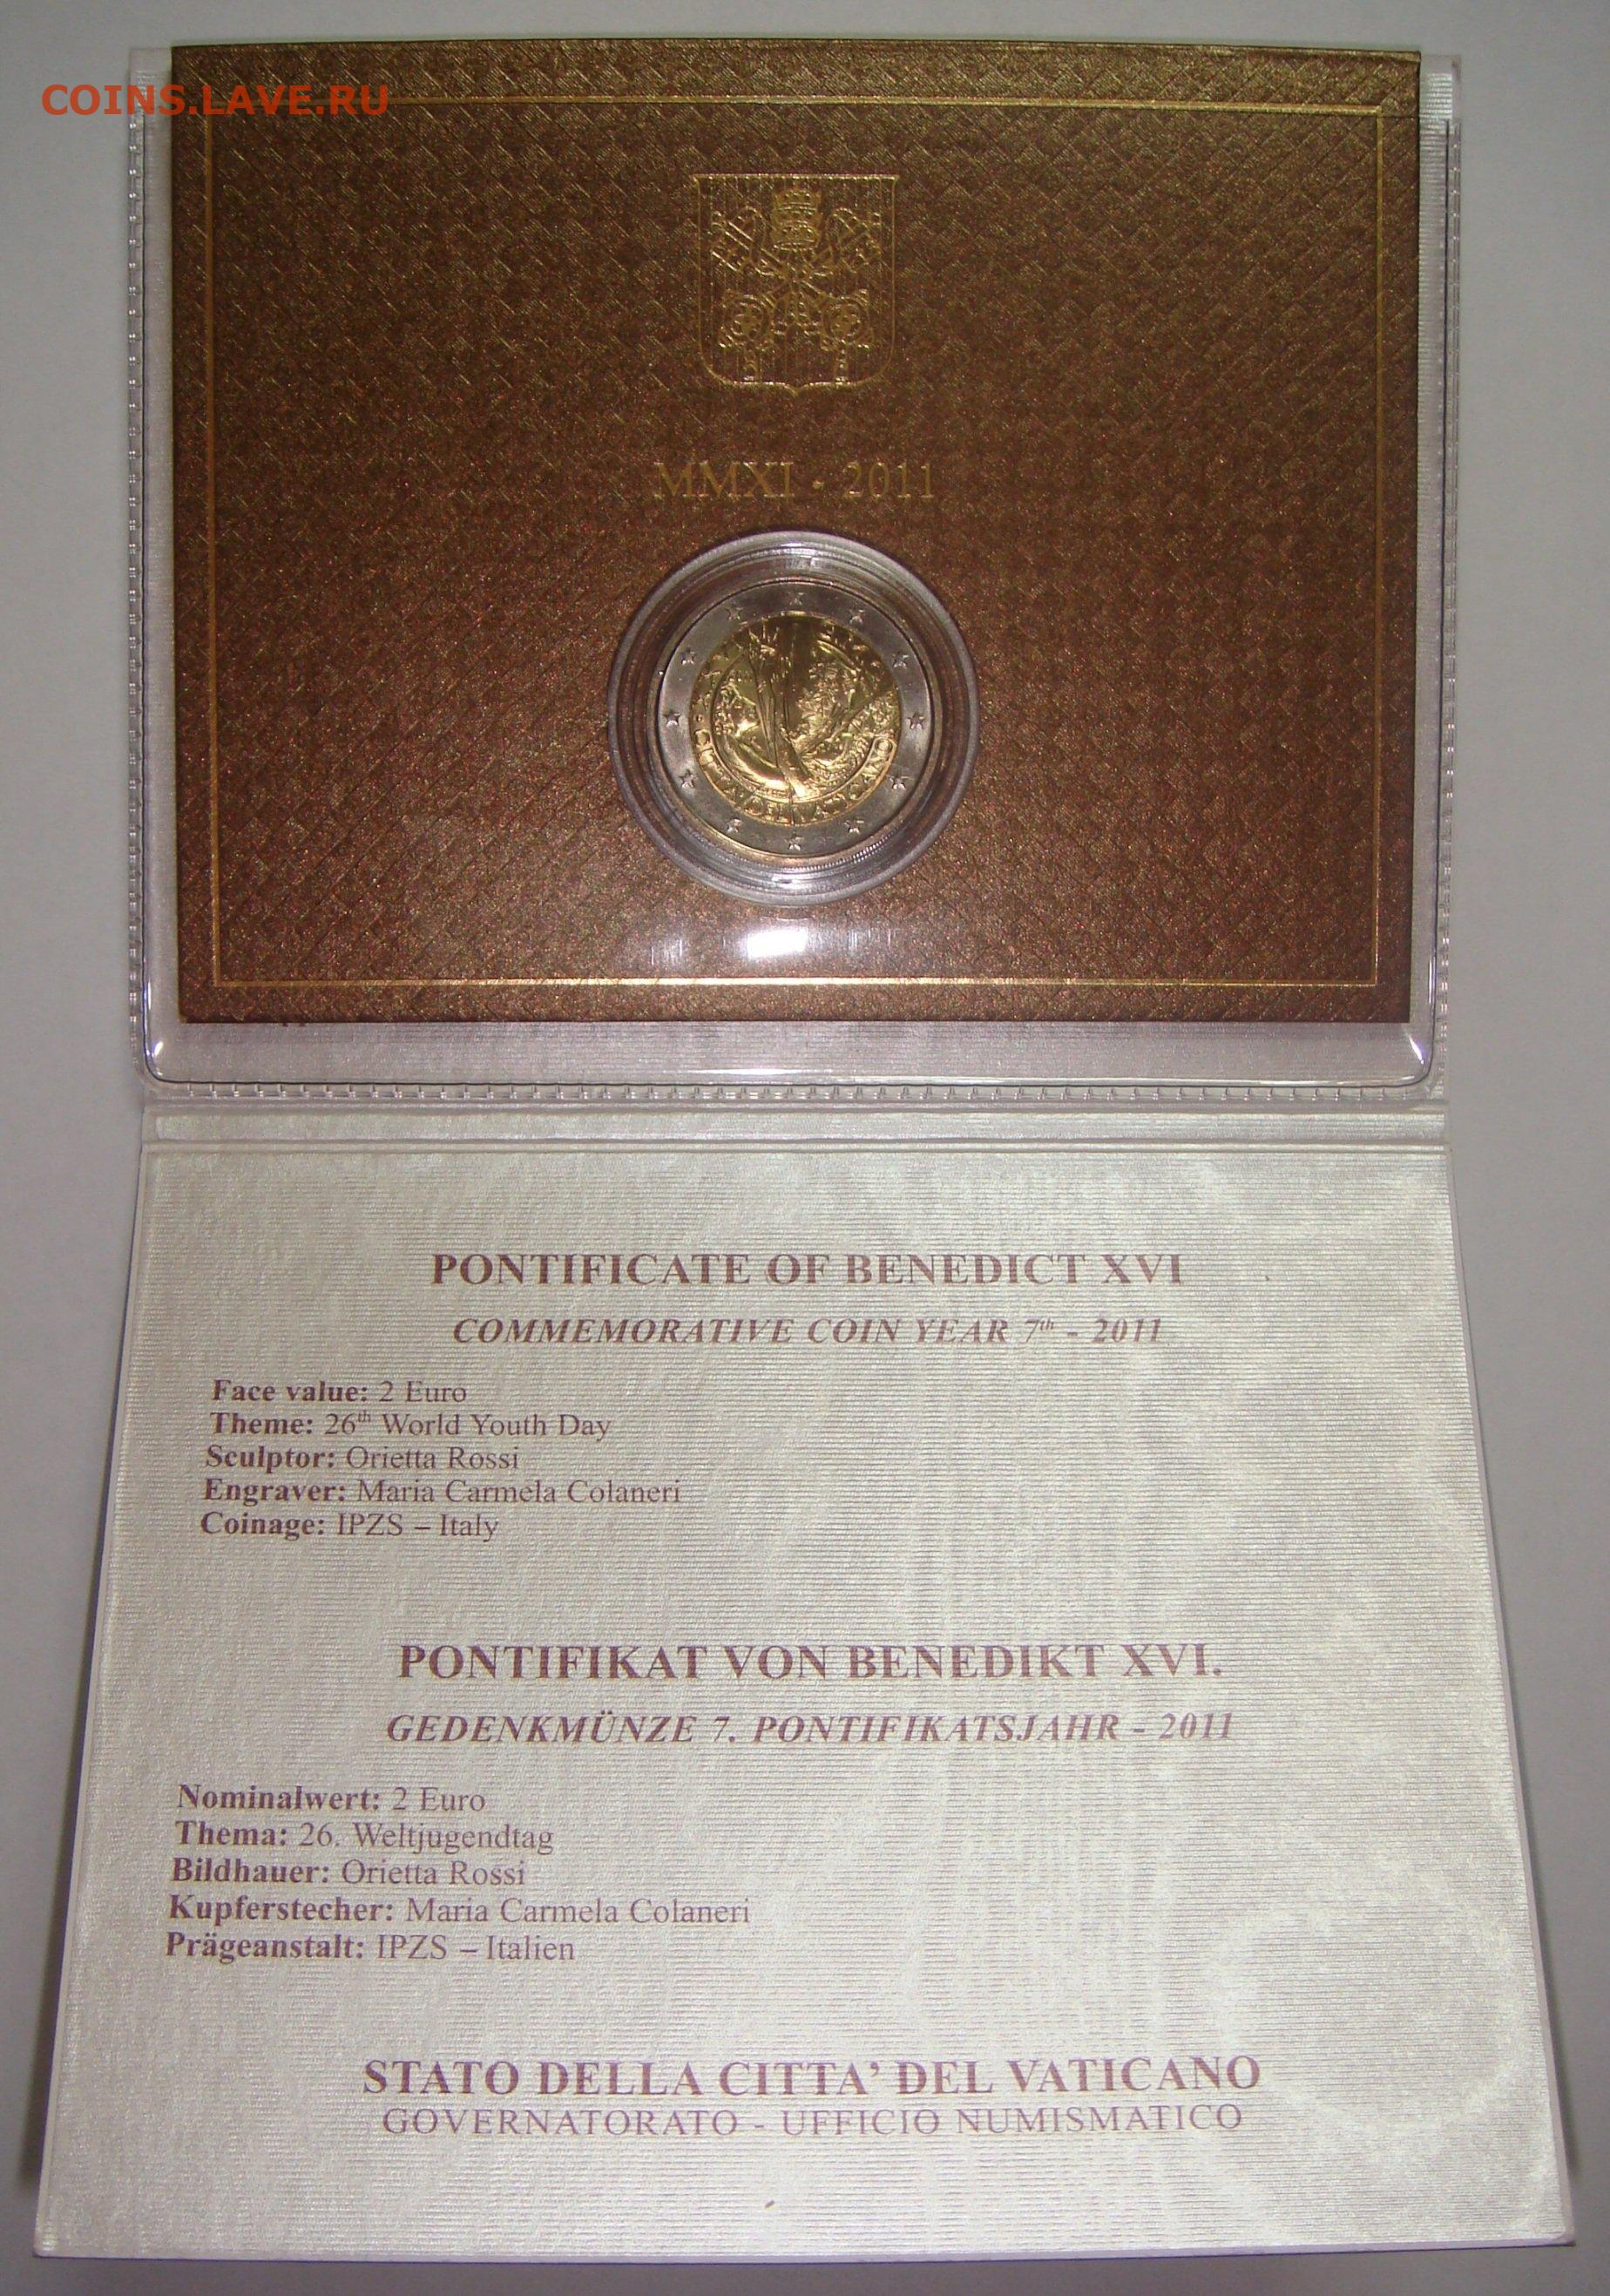 COINS.LAVE.RU
MMXI · 2011
CITTÀ DEL VATICANO
PONTIFICATE OF BENEDICT XVI
COMMEMORATIVE COIN YEAR 7th - 2011
Face value: 2 Euro
Theme: 26th World Youth Day
Sculptor: Orietta Rossi
Engraver: Maria Carmela Colaneri
Coinage: IPZS – Italy
PONTIFIKAT VON BENEDIKT XVI.
GEDENKMÜNZE 7. PONTIFIKATSJAHR - 2011
Nominalwert: 2 Euro
Thema: 26. Weltjugendtag
Bildhauer: Orietta Rossi
Kupferstecher: Maria Carmela Colaneri
Prägeanstalt: IPZS – Italien
STATO DELLA CITTA' DEL VATICANO
GOVERNATORATO - UFFICIO NUMISMATICO